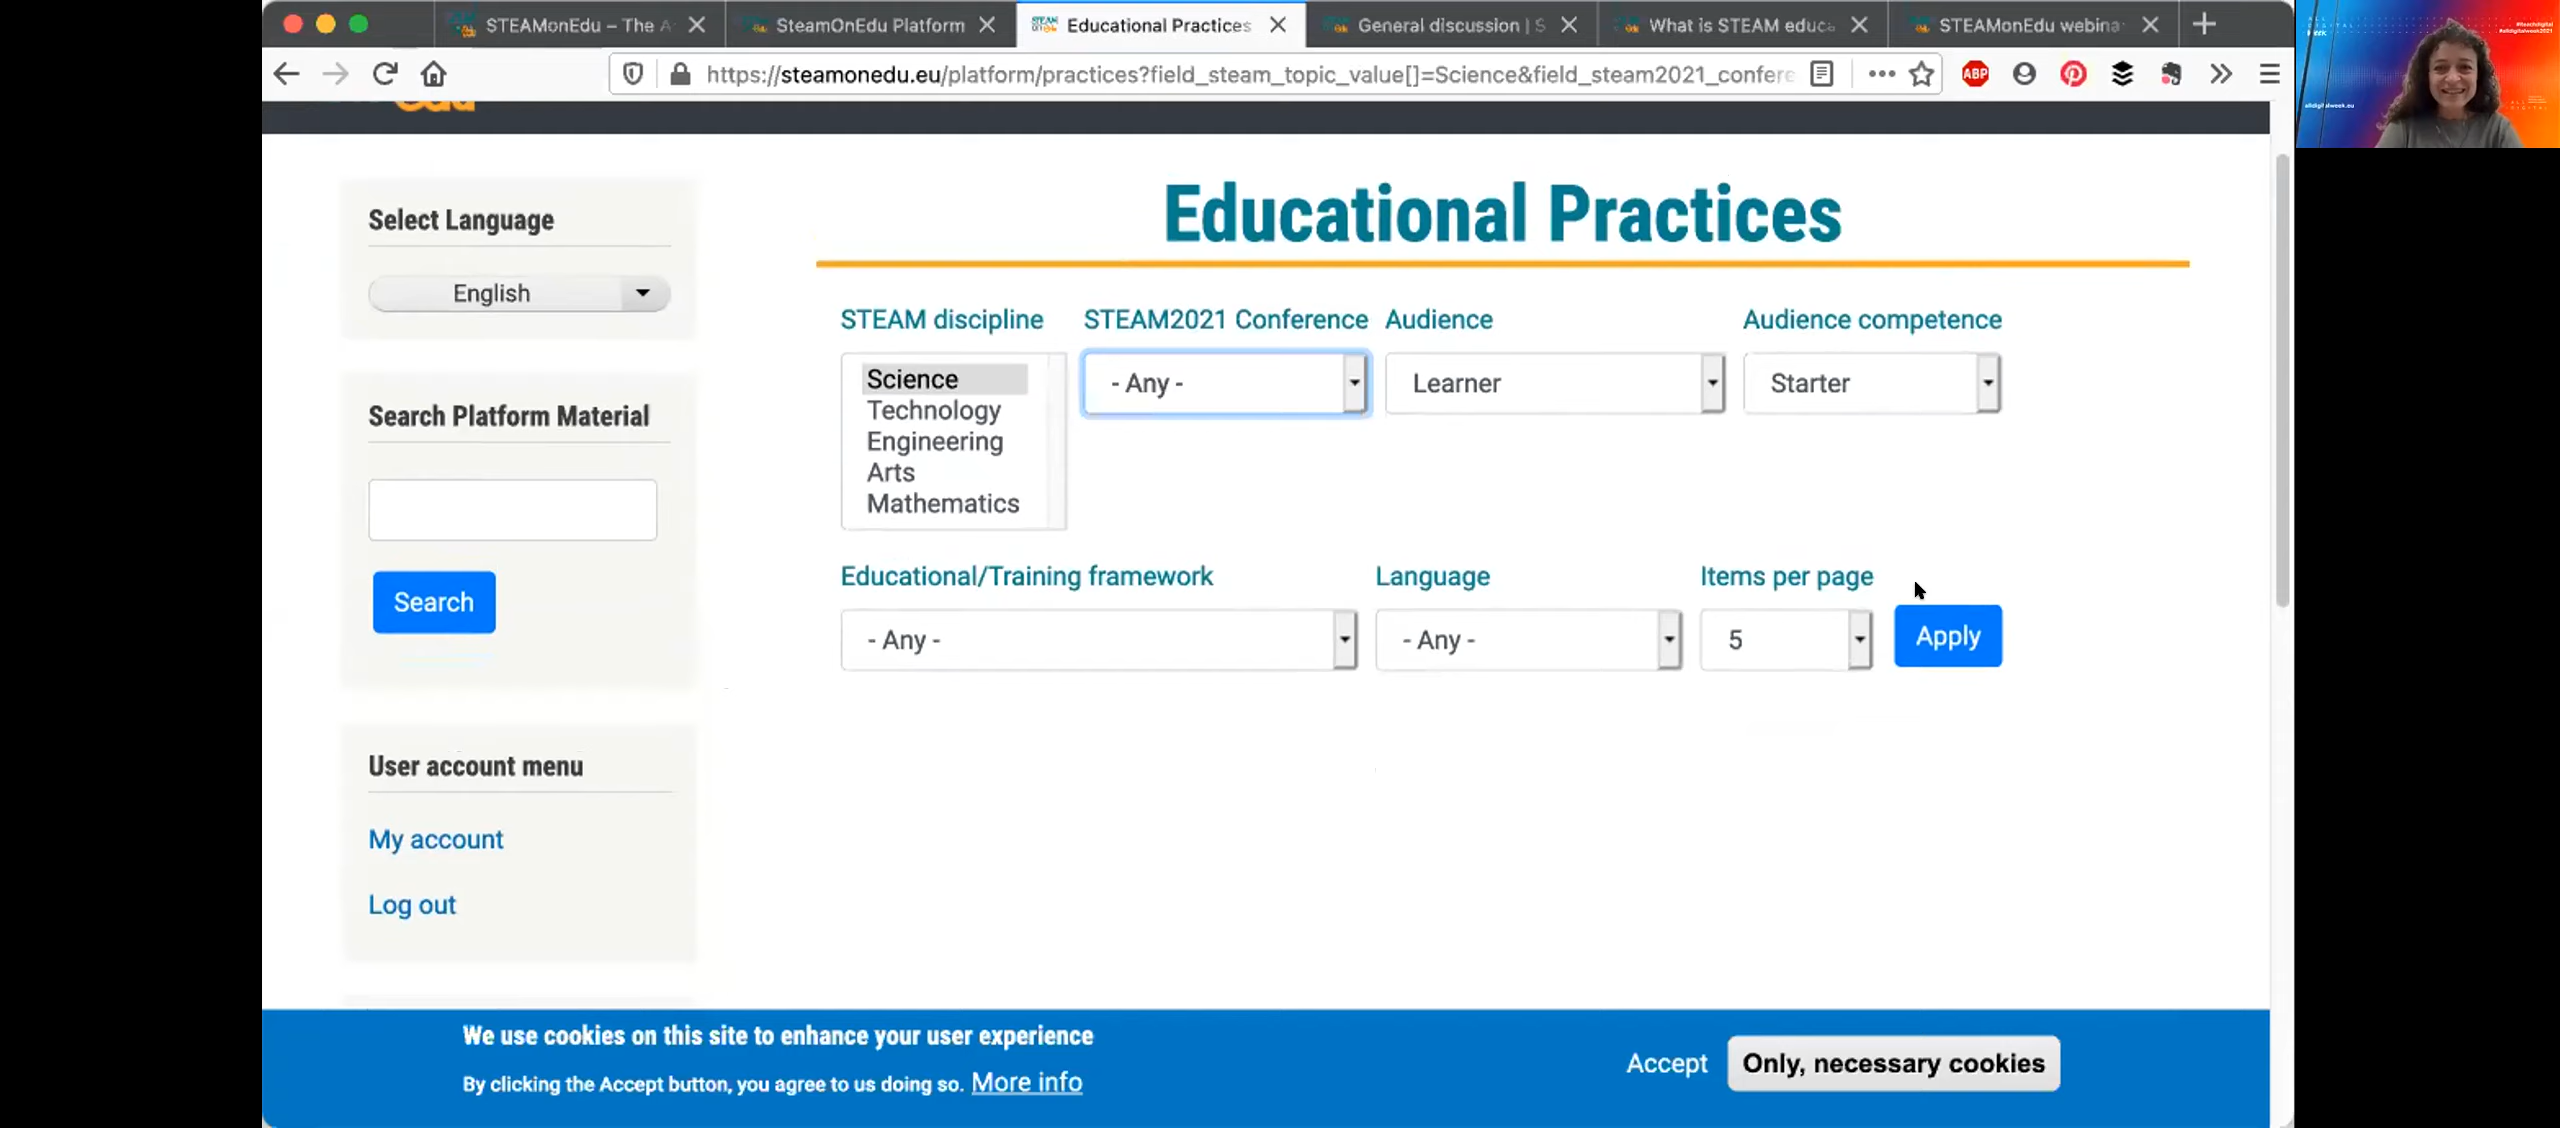 STEAMonEdu – The A
SteamOnEdu Platform
Educational Practices
General discussion | S
What is STEAM educa
STEAMonEdu webina
https://steamonedu.eu/platform/practices?field_steam_topic_value[]=Science&field_steam2021_confere
ABP
Educational Practices
Select Language
English
Search Platform Material
Search
User account menu
My account
Log out
STEAM discipline
STEAM2021 Conference
Audience
Audience competence
Science
Technology
Engineering
Arts
Mathematics
- Any -
Learner
Starter
Educational/Training framework
Language
Items per page
- Any -
- Any -
5
Apply
We use cookies on this site to enhance your user experience
By clicking the Accept button, you agree to us doing so. More info
Accept
Only, necessary cookies
alldigitalweek.eu